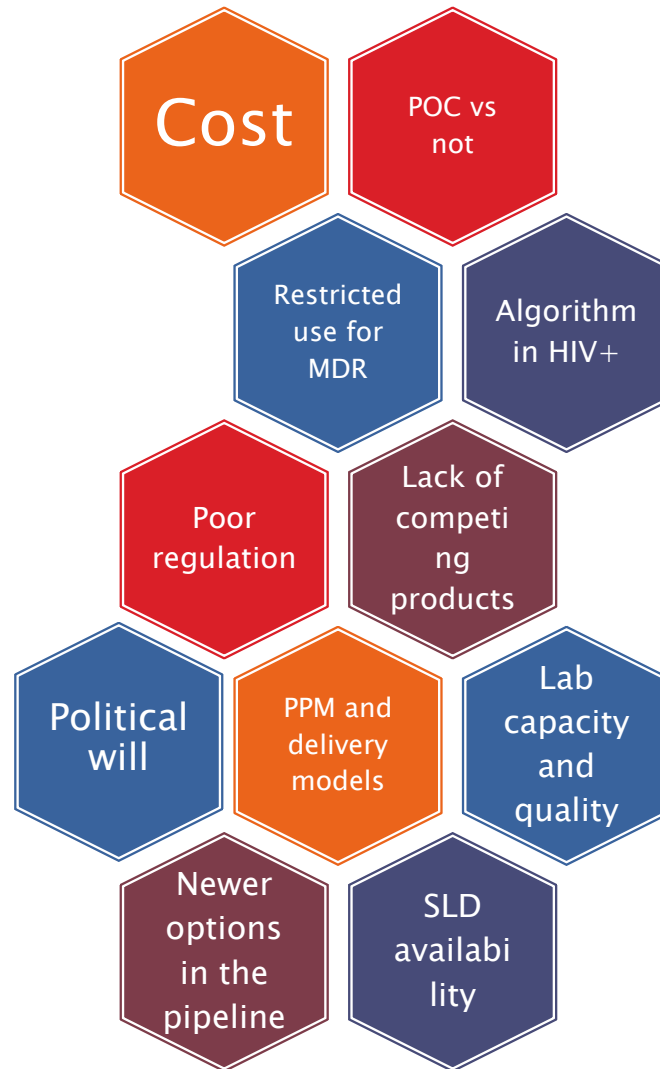 Cost
POC vs
not
Restricted
use for
MDR
Algorithm
in HIV+
Poor
regulation
Lack of
competi
ng
products
Political
will
PPM and
delivery
models
Lab
capacity
and
quality
Newer
options
in the
pipeline
SLD
availabi
lity